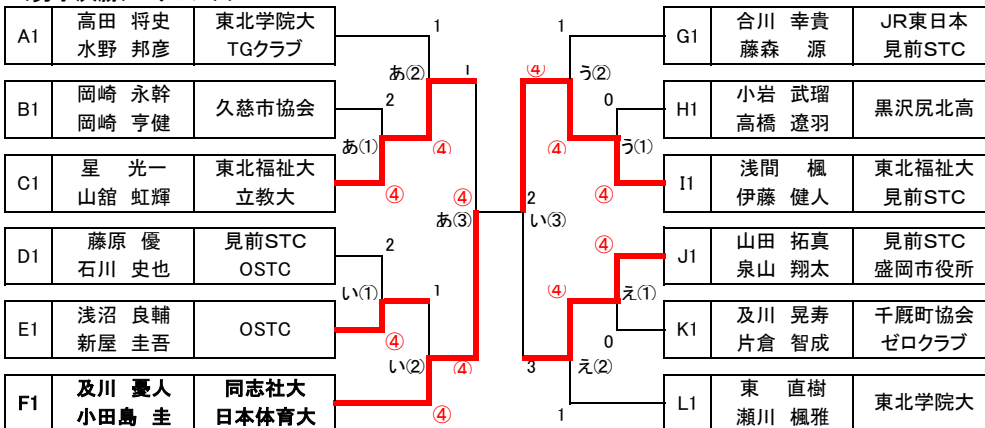 A1 高田 将史 東北学院大
水野 邦彦 TGクラブ
B1 岡崎 永幹 久慈市協会
岡崎 亨健
C1 星 光一 東北福祉大
山舘 虹輝 立教大
D1 藤原 優 見前STC
石川 史也 OSTC
E1 浅沼 良輔 OSTC
新屋 圭吾
F1 及川 憂人 同志社大
小田島 圭 日本体育大
1
あ②
1
2
あ①
④
④
④
あ③
2
い①
1
④
い②
④
④
1
④
う②
0
④
う①
④
2
い③
④
④
え①
0
3
え②
1
G1 合川 幸貴 JR東日本
藤森 源 見前STC
H1 小岩 武瑠 黒沢尻北高
高橋 遼羽
I1 浅間 楓 東北福祉大
伊藤 健人 見前STC
J1 山田 拓真 見前STC
泉山 翔太 盛岡市役所
K1 及川 晃寿 千厩町協会
片倉 智成 ゼロクラブ
L1 東 直樹 東北学院大
瀬川 楓雅